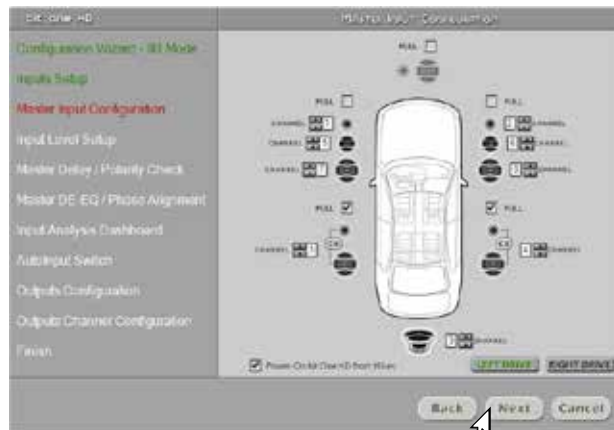 bit one HD
Master Input Configuration
Configuration Wizard - HD Mode
Inputs Setup
Master Input Configuration
Input Level Setup
Master Delay / Polarity Check
Master DE-EQ / Phase Alignment
Input Analysis Dashboard
AutoInput Switch
Outputs Configuration
Outputs Channel Configuration
Finish
FULL
FULL
FULL
CHANNEL 1
2 CHANNEL
CHANNEL
CHANNEL
CHANNEL
CHANNEL
FULL
FULL
CHANNEL
CHANNEL
CHANNEL
Power On bit One HD from
LEFT DRIVE RIGHT DRIVE
Back Next Cancel